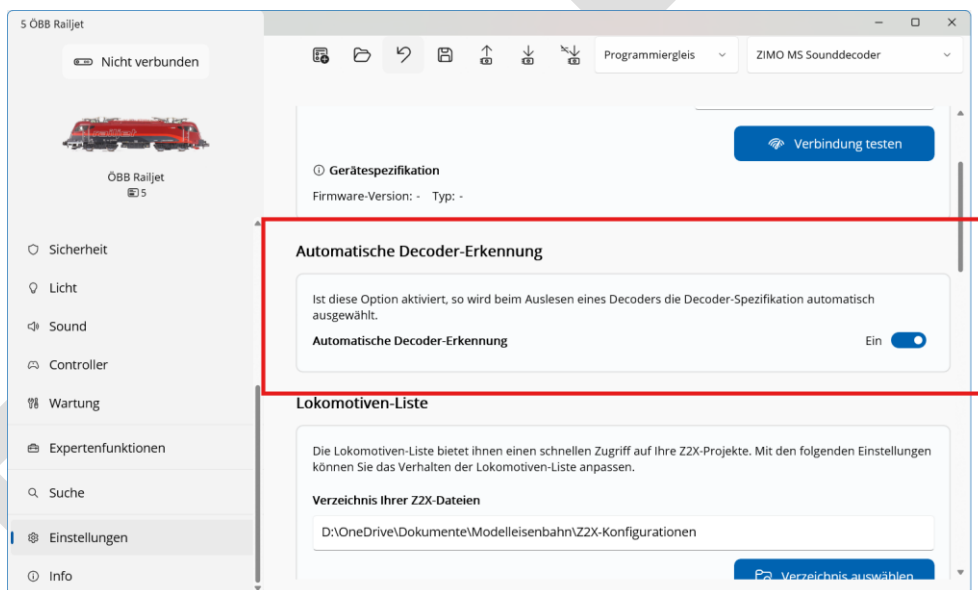 5 ÖBB Railjet
Nicht verbunden
Programmiergleis
ZIMO MS Sounddecoder
railjet
ÖBB Railjet
5
Sicherheit
Licht
Sound
Controller
Wartung
Expertenfunktionen
Suche
Einstellungen
Info
Verbindung testen
Gerätespezifikation
Firmware-Version: - Typ: -
Automatische Decoder-Erkennung
Ist diese Option aktiviert, so wird beim Auslesen eines Decoders die Decoder-Spezifikation automatisch
ausgewählt.
Automatische Decoder-Erkennung
Ein
Lokomotiven-Liste
Die Lokomotiven-Liste bietet ihnen einen schnellen Zugriff auf Ihre Z2X-Projekte. Mit den folgenden Einstellungen
können Sie das Verhalten der Lokomotiven-Liste anpassen.
Verzeichnis Ihrer Z2X-Dateien
D:\OneDrive\Dokumente\Modelleisenbahn\Z2X-Konfigurationen
Verzeichnis auswählen